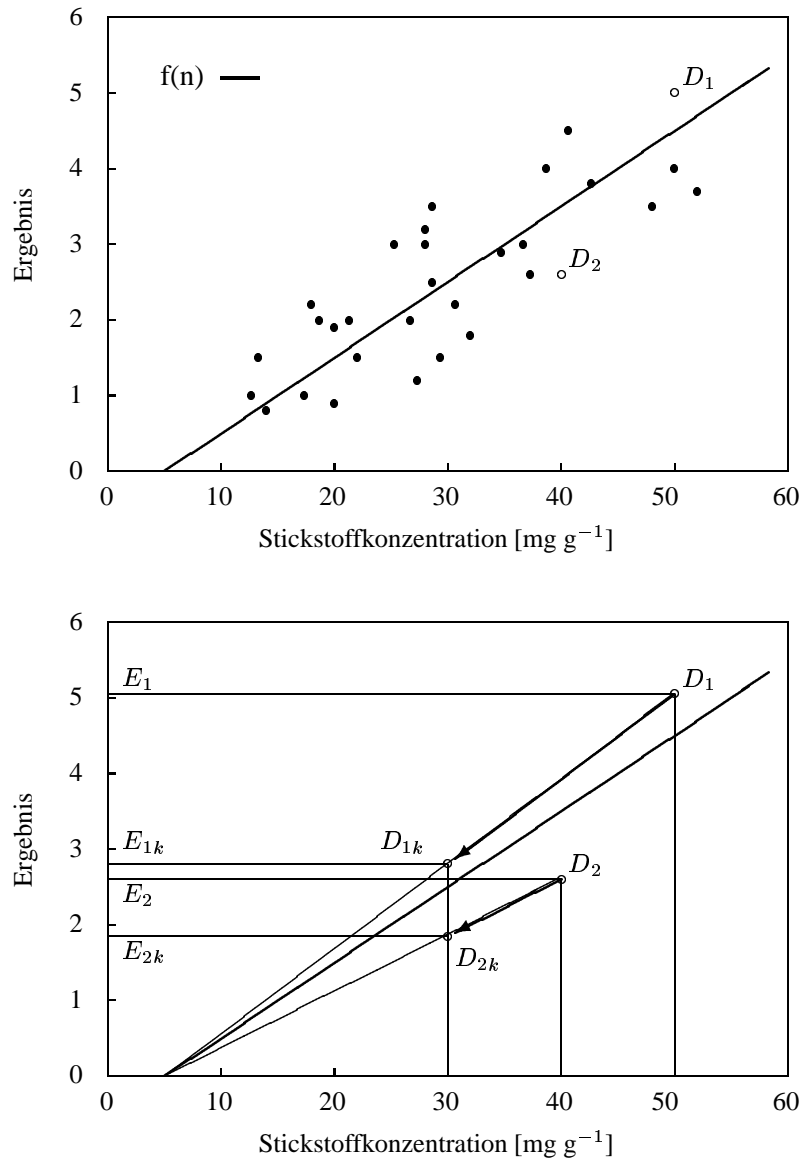 6
f(n)
D₁
5
4
Ergebnis
3
D₂
2
1
0
0 10 20 30 40 50 60
Stickstoffkonzentration [mg g⁻¹]
6
E₁
D₁
5
4
E₁ₖ
D₁ₖ
3
Ergebnis
E₂
D₂
2
E₂ₖ
D₂ₖ
1
0
0 10 20 30 40 50 60
Stickstoffkonzentration [mg g⁻¹]